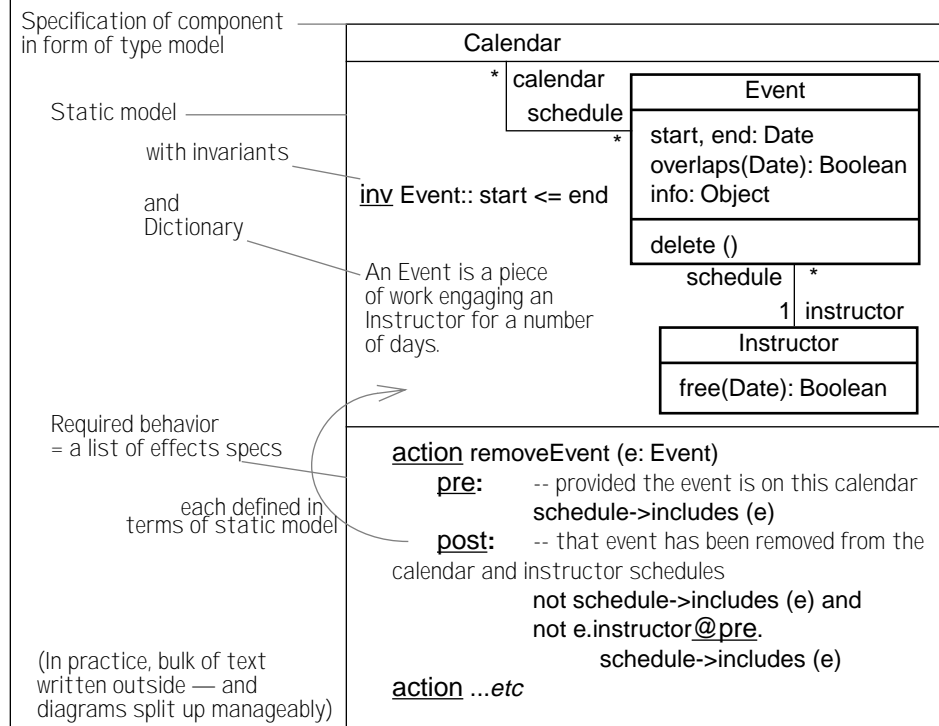 Specification of component
in form of type model
Calendar
* calendar
schedule
*
Event
start, end: Date
overlaps(Date): Boolean
info: Object
delete ()
Static model
with invariants
inv Event:: start <= end
and
Dictionary
An Event is a piece
of work engaging an
Instructor for a number
of days.
schedule *
1 instructor
Instructor
free(Date): Boolean
Required behavior
= a list of effects specs
each defined in
terms of static model
action removeEvent (e: Event)
pre: -- provided the event is on this calendar
schedule->includes (e)
post: -- that event has been removed from the
calendar and instructor schedules
not schedule->includes (e) and
not e.instructor@pre.
schedule->includes (e)
action ...etc
(In practice, bulk of text
written outside — and
diagrams split up manageably)